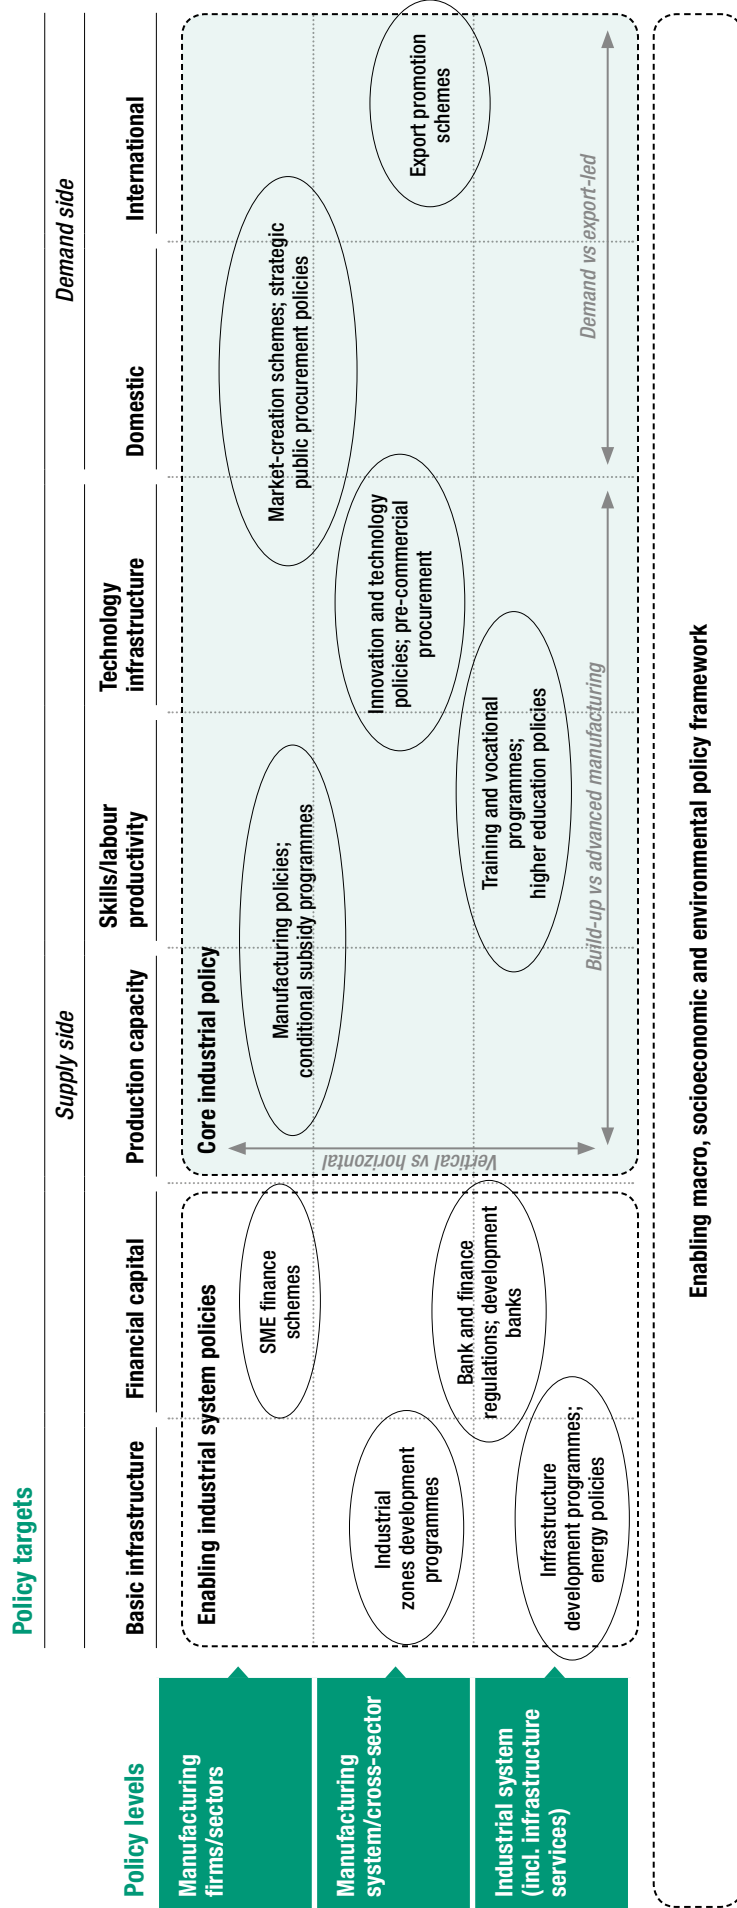 Policy targets
Supply side
Demand side
Policy levels
Basic infrastructure
Financial capital
Production capacity
Skills/labour
productivity
Technology
infrastructure
Domestic
International
Manufacturing
firms/sectors
Manufacturing
system/cross-sector
Industrial system
(incl. infrastructure
services)
Enabling industrial system policies
SME finance
schemes
Industrial
zones development
programmes
Bank and finance
regulations; development
banks
Infrastructure
development programmes;
energy policies
Core industrial policy
Vertical vs horizontal
Manufacturing policies;
conditional subsidy programmes
Market-creation schemes; strategic
public procurement policies
Innovation and technology
policies; pre-commercial
procurement
Export promotion
schemes
Training and vocational
programmes;
higher education policies
Build-up vs advanced manufacturing
Demand vs export-led
Enabling macro, socioeconomic and environmental policy framework